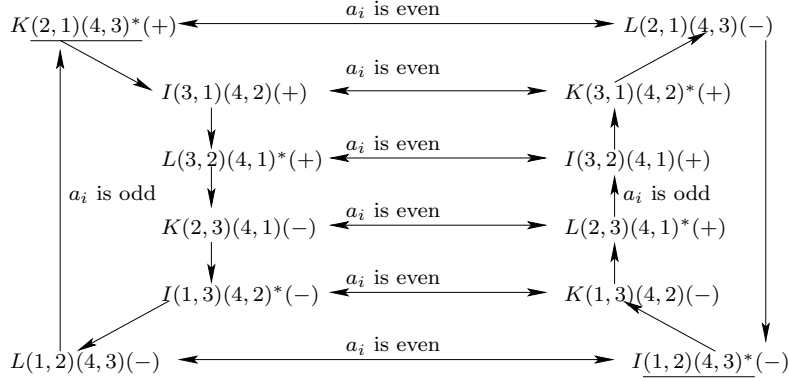 K(2, 1)(4, 3)*(+) a_i is even L(2, 1)(4, 3)(−)
I(3, 1)(4, 2)(+) a_i is even K(3, 1)(4, 2)*(+)
L(3, 2)(4, 1)*(+) a_i is even I(3, 2)(4, 1)(+)
a_i is odd a_i is odd
K(2, 3)(4, 1)(−) a_i is even L(2, 3)(4, 1)*(+)
I(1, 3)(4, 2)*(−) a_i is even K(1, 3)(4, 2)(−)
L(1, 2)(4, 3)(−) a_i is even I(1, 2)(4, 3)*(−)